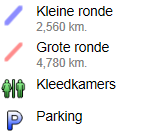 Kleine ronde
2,560 km.
Grote ronde
4,780 km.
Kleedkamers
P Parking